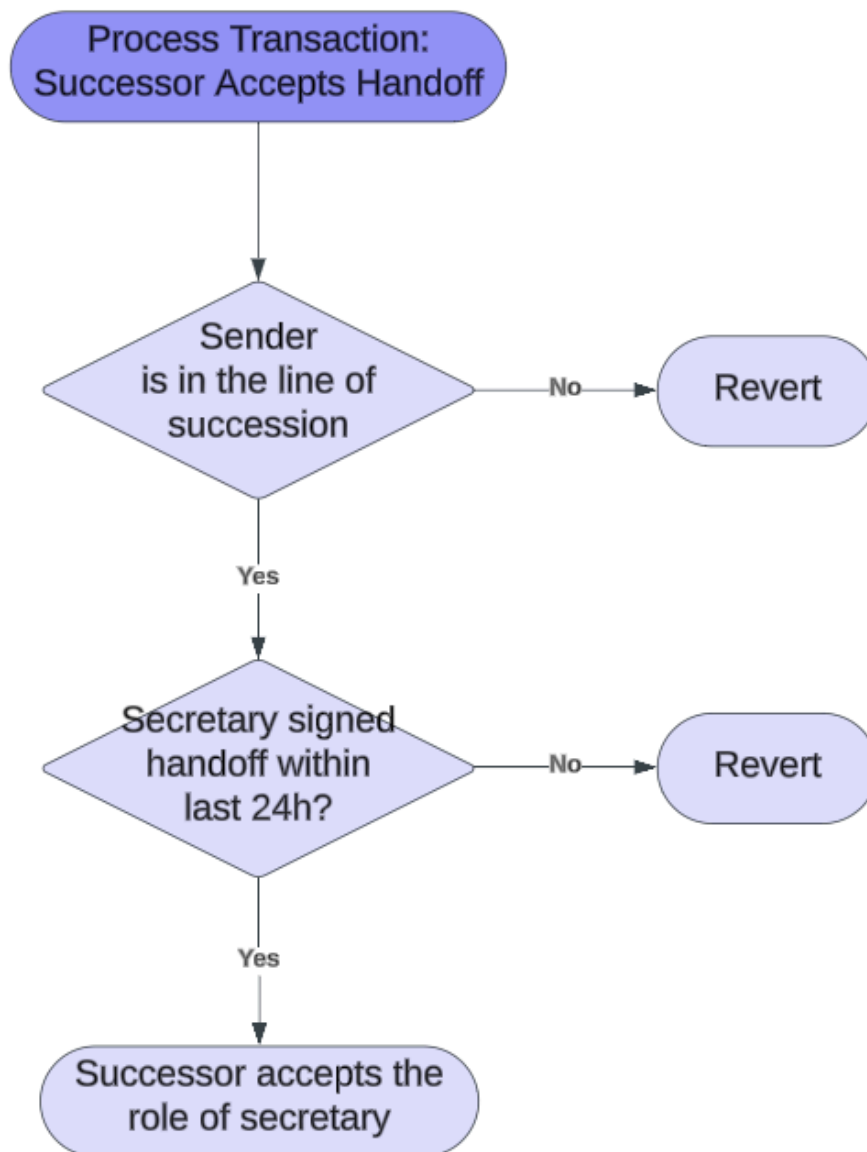 Process Transaction:
Successor Accepts Handoff
Sender
is in the line of
succession
No
Revert
Yes
Secretary signed
handoff within
last 24h?
No
Revert
Yes
Successor accepts the
role of secretary